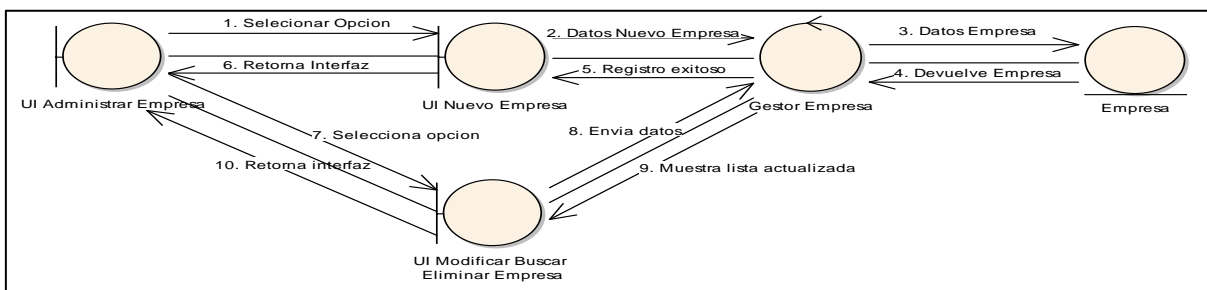 1. Selecionar Opcion
2. Datos Nuevo Empresa
3. Datos Empresa
6. Retorna Interfaz
5. Registro exitoso
4. Devuelve Empresa
UI Administrar Empresa
UI Nuevo Empresa
Gestor Empresa
Empresa
7. Selecciona opcion
8. Envia datos
10. Retorna interfaz
9. Muestra lista actualizada
UI Modificar Buscar
Eliminar Empresa